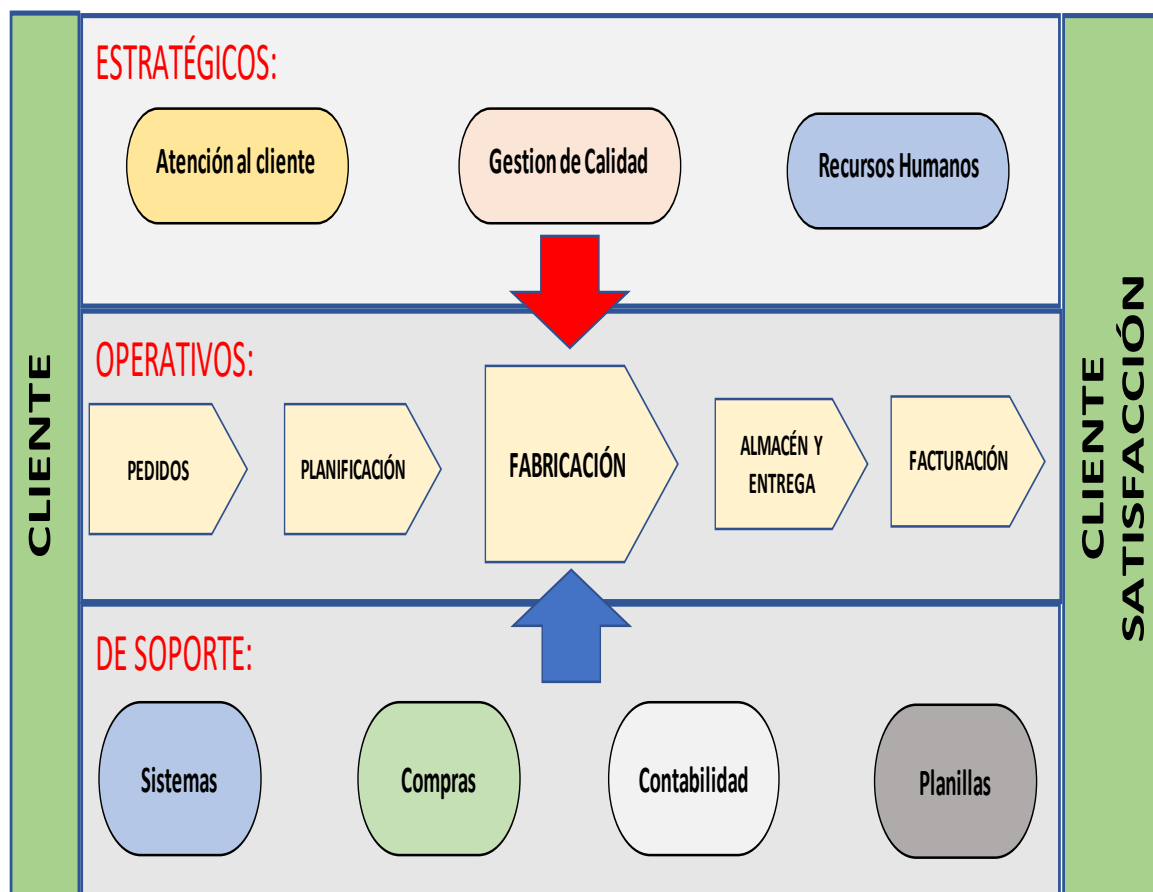 CLIENTE
ESTRATÉGICOS:
Atención al cliente
Gestion de Calidad
Recursos Humanos
OPERATIVOS:
PEDIDOS
PLANIFICACIÓN
FABRICACIÓN
ALMACÉN Y
ENTREGA
FACTURACIÓN
DE SOPORTE:
Sistemas
Compras
Contabilidad
Planillas
CLIENTE
SATISFACCIÓN